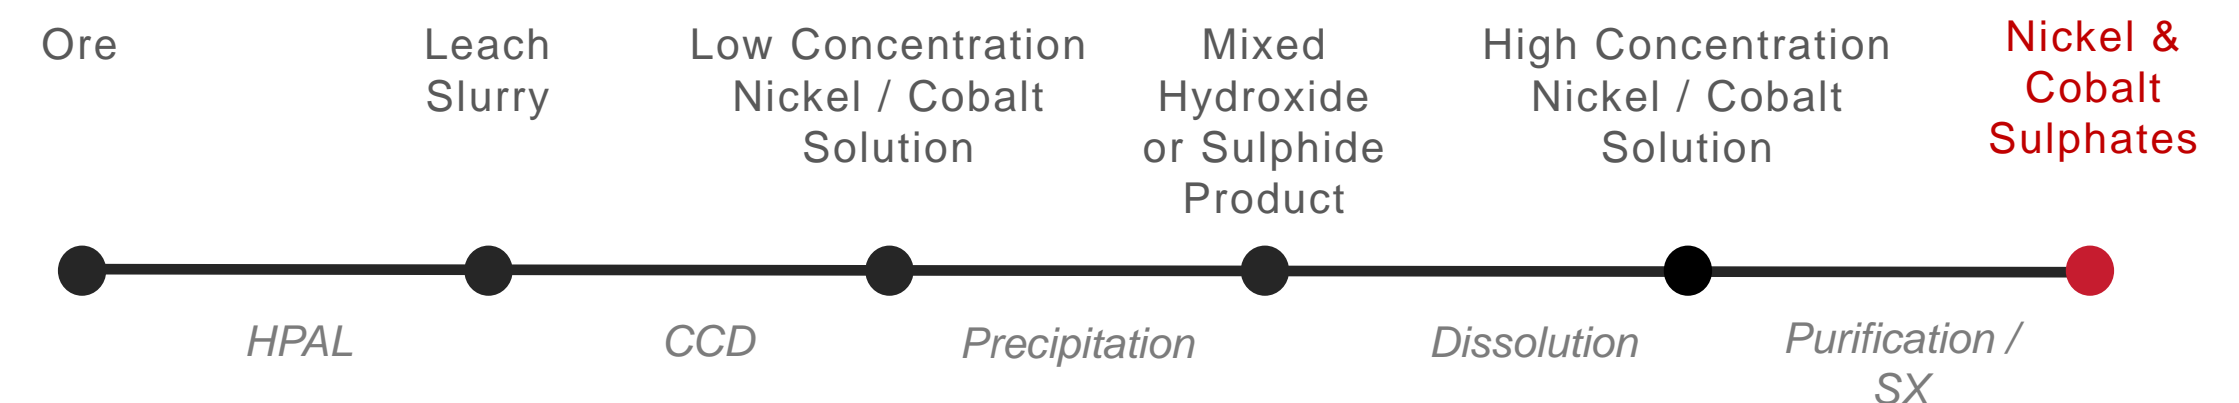 Ore
Leach
Slurry
Low Concentration
Nickel / Cobalt
Solution
Mixed
Hydroxide
or Sulphide
Product
High Concentration
Nickel / Cobalt
Solution
Nickel &
Cobalt
Sulphates
HPAL
CCD
Precipitation
Dissolution
Purification /
SX